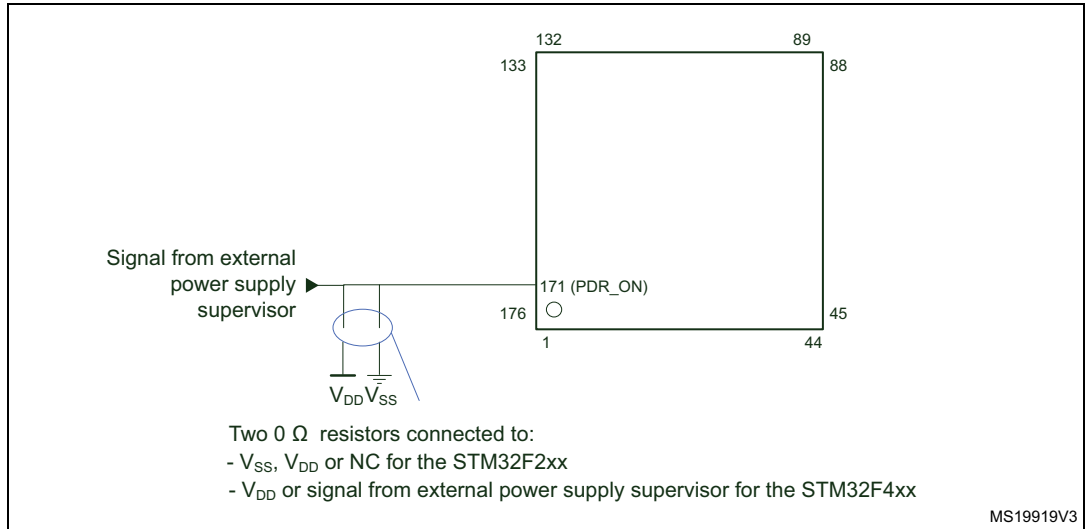 132
89
133
88
Signal from external
power supply
supervisor
171 (PDR_ON)
176
45
1
44
VDD VSS
Two 0 Ω resistors connected to:
- VSS, VDD or NC for the STM32F2xx
- VDD or signal from external power supply supervisor for the STM32F4xx
MS19919V3